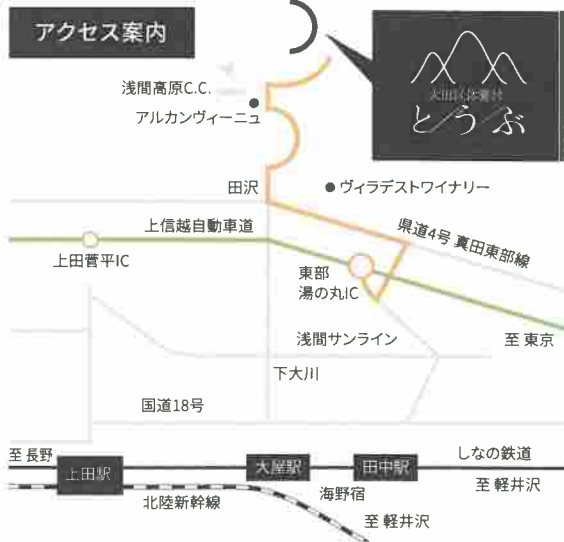 アクセス案内
大田区休養村
とうぶ
浅間高原C.C.
アルカンヴィーニュ
田沢
ヴィラデストワイナリー
県道4号 真田東部線
上信越自動車道
上田菅平IC
東部
湯の丸IC
浅間サンライン
至 東京
下大川
国道18号
至 長野
上田駅
大屋駅
田中駅
しなの鉄道
海野宿
至 軽井沢
北陸新幹線
至 軽井沢